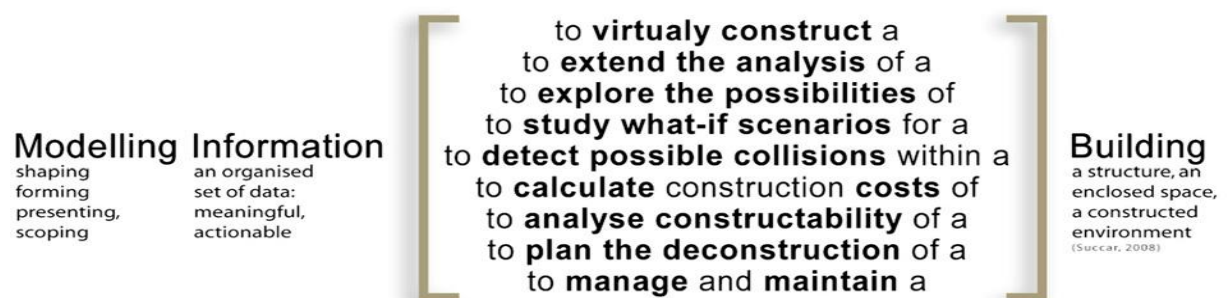 Modelling
shaping
forming
presenting,
scoping
Information
an organised
set of data:
meaningful,
actionable
to virtualy construct a
to extend the analysis of a
to explore the possibilities of
to study what-if scenarios for a
to detect possible collisions within a
to calculate construction costs of
to analyse constructability of a
to plan the deconstruction of a
to manage and maintain a
Building
a structure, an
enclosed space,
a constructed
environment
(Succar, 2008)